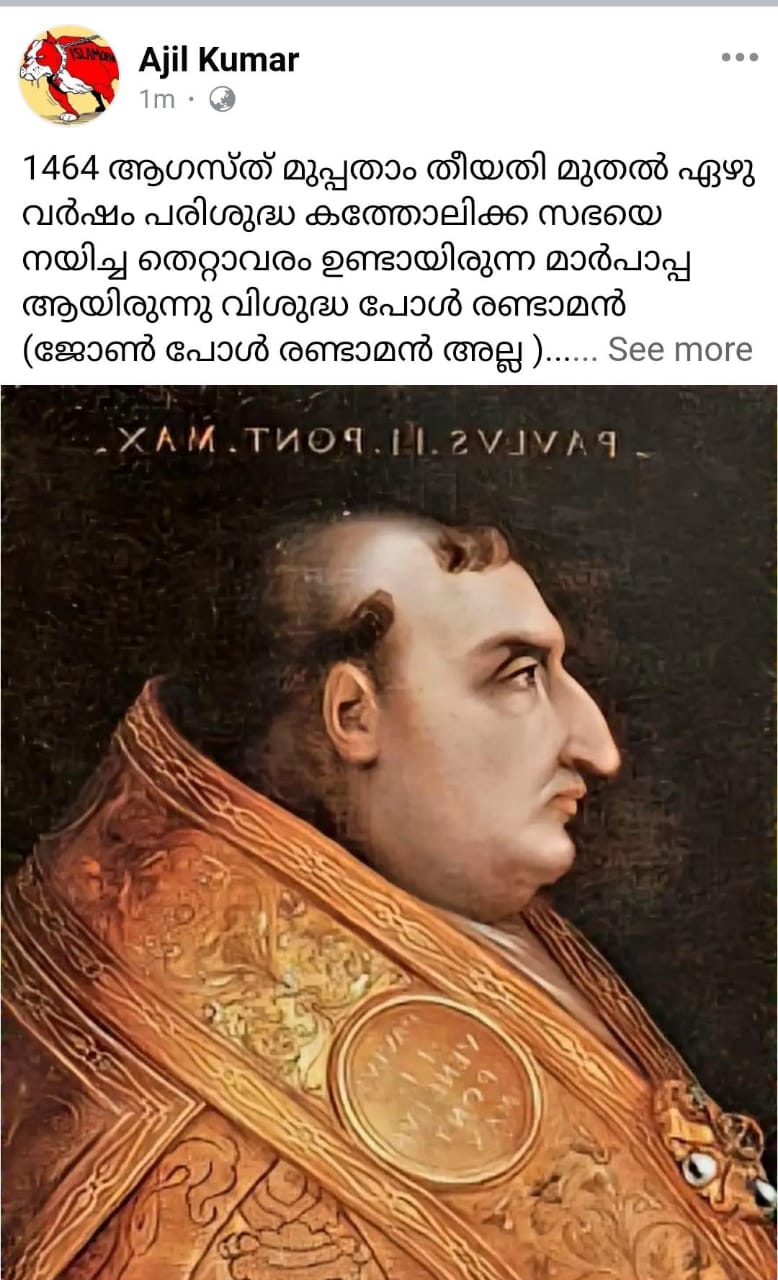 ISLAMOPH
Ajil Kumar
1m ·
1464 ആഗസ്ത് മുപ്പതാം തീയതി മുതൽ ഏഴു
വർഷം പരിശുദ്ധ കത്തോലിക്ക സഭയെ
നയിച്ച തെറ്റാവരം ഉണ്ടായിരുന്ന മാർപാപ്പ
ആയിരുന്നു വിശുദ്ധ പോൾ രണ്ടാമൻ
(ജോൺ പോൾ രണ്ടാമൻ അല്ല )...... See more
PAVLVS.II.PONT.MAX.